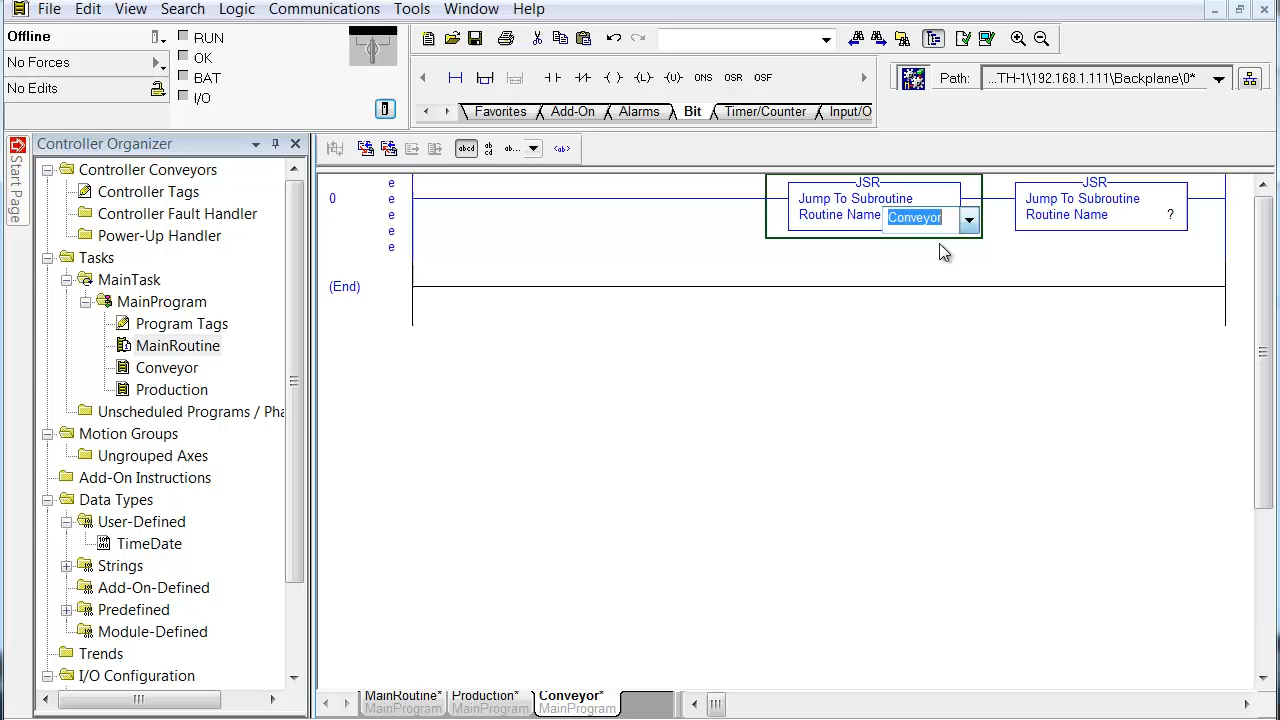 File Edit View Search Logic Communications Tools Window Help
Offline
No Forces
No Edits
RUN
OK
BAT
I/O
ONS OSR OSF
Favorites Add-On Alarms Bit Timer/Counter Input/O
Path: ...TH-1\192.168.1.111\Backplane\0*
Start Page
Controller Organizer
Controller Conveyors
Controller Tags
Controller Fault Handler
Power-Up Handler
Tasks
MainTask
MainProgram
Program Tags
MainRoutine
Conveyor
Production
Unscheduled Programs / Pha
Motion Groups
Ungrouped Axes
Add-On Instructions
Data Types
User-Defined
TimeDate
Strings
Add-On-Defined
Predefined
Module-Defined
Trends
I/O Configuration
abcd ab.. <ab>
e
e
e
e
e
0
JSR
Jump To Subroutine
Routine Name Conveyor
JSR
Jump To Subroutine
Routine Name ?
(End)
MainRoutine* Production* Conveyor*
MainProgram MainProgram MainProgram